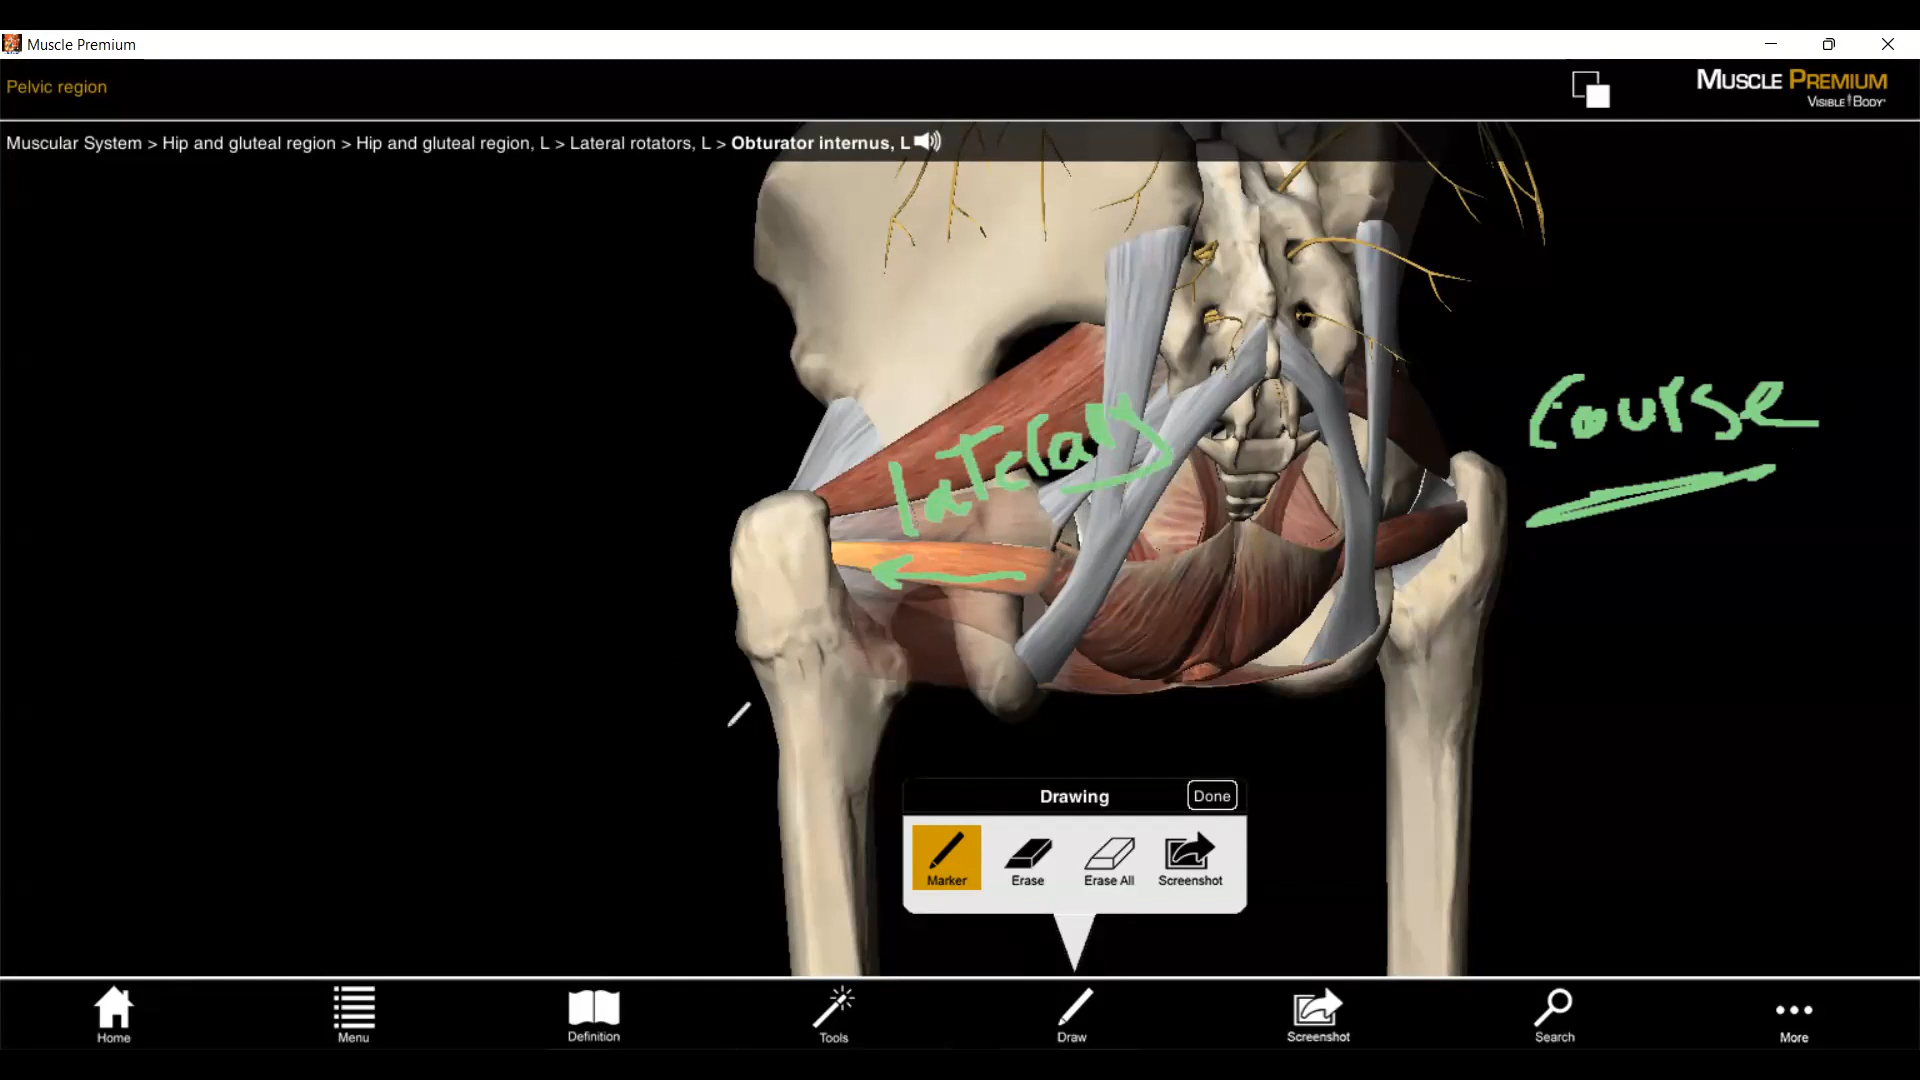 Muscle Premium
Pelvic region
MUSCLE PREMIUM
VISIBLE BODY
Muscular System > Hip and gluteal region > Hip and gluteal region, L > Lateral rotators, L > Obturator internus, L
Course
laterally
Drawing
Done
Marker
Erase
Erase All
Screenshot
Home
Menu
Definition
Tools
Draw
Screenshot
Search
More